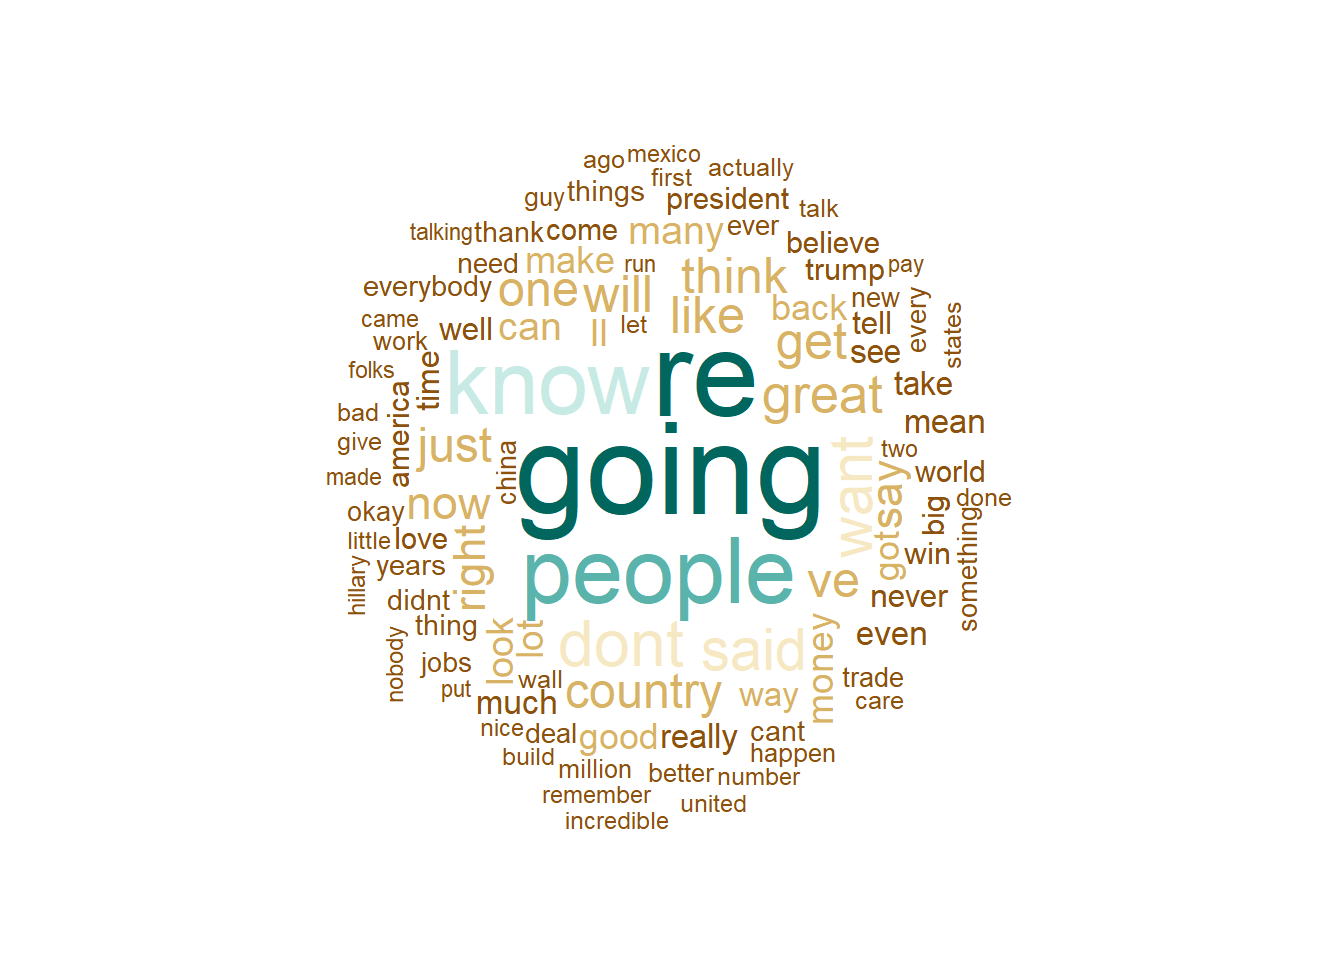 ago
mexico
actually
first
guy
things
president
talk
talking
thank
come
many
ever
believe
need
make
run
think
trump
pay
everybody
one
will
like
back
new
every
states
came
work
well
can
ll
let
get
tell
see
folks
time
know
re
great
take
bad
america
give
just
china
going
want
mean
two
made
now
say
world
okay
got
big
done
little
love
right
win
something
hillary
years
people
ve
never
didnt
thing
look
lot
dont
said
money
even
nobody
jobs
put
wall
much
country
way
trade
care
nice
deal
good
really
cant
build
happen
million
better
number
remember
united
incredible